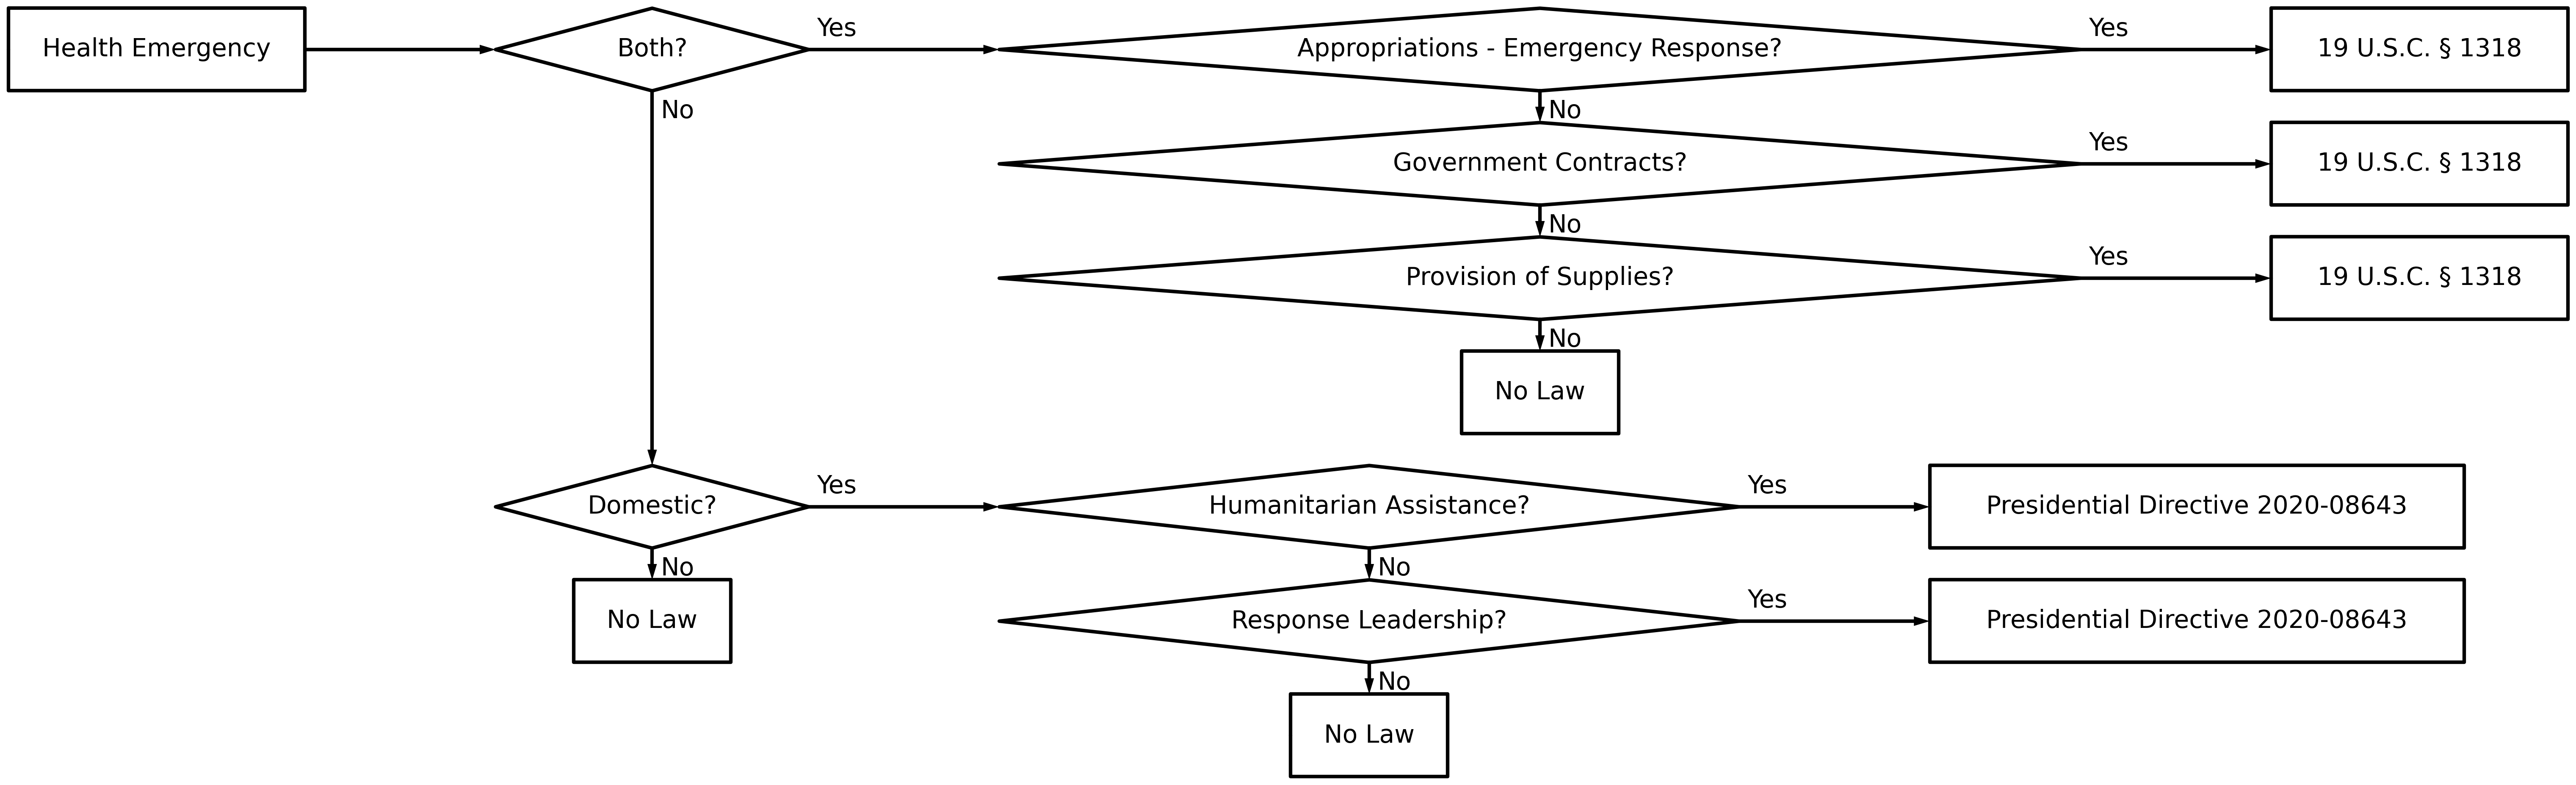 Health Emergency
Both?
Yes
Appropriations - Emergency Response?
Yes
19 U.S.C. § 1318
No
No
Government Contracts?
Yes
19 U.S.C. § 1318
No
Provision of Supplies?
Yes
19 U.S.C. § 1318
No
No Law
Domestic?
Yes
Humanitarian Assistance?
Yes
Presidential Directive 2020-08643
No
No
No Law
Response Leadership?
Yes
Presidential Directive 2020-08643
No
No Law